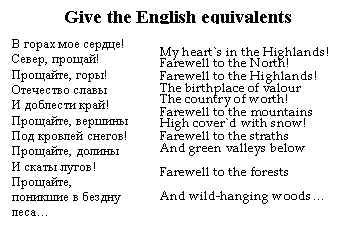 Give the English equivalents
В горах мое сердце!
Север, прощай!
Прощайте, горы!
Отечество славы
И доблести край!
Прощайте, вершины
Под кровлей снегов!
Прощайте, долины
И скаты лугов!
Прощайте,
поникшие в бездну
леса...
My heart`s in the Highlands!
Farewell to the North!
Farewell to the Highlands!
The birthplace of valour
The country of worth!
Farewell to the mountains
High cover`d with snow!
Farewell to the straths
And green valleys below
Farewell to the forests
And wild-hanging woods...